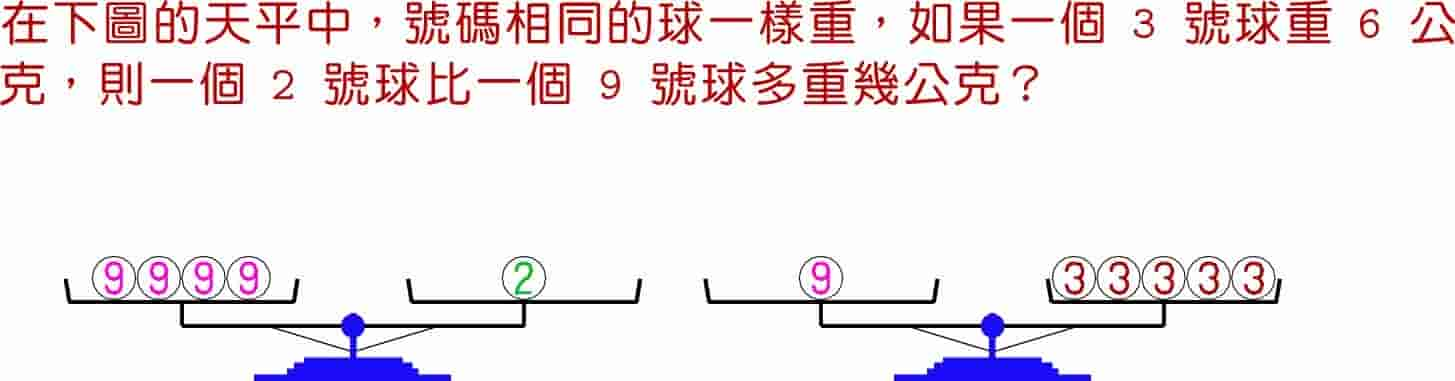 在下圖的天平中，號碼相同的球一樣重，如果一個 3 號球重 6 公
克，則一個 2 號球比一個 9 號球多重幾公克？
9 9 9 9 2 9 3 3 3 3 3